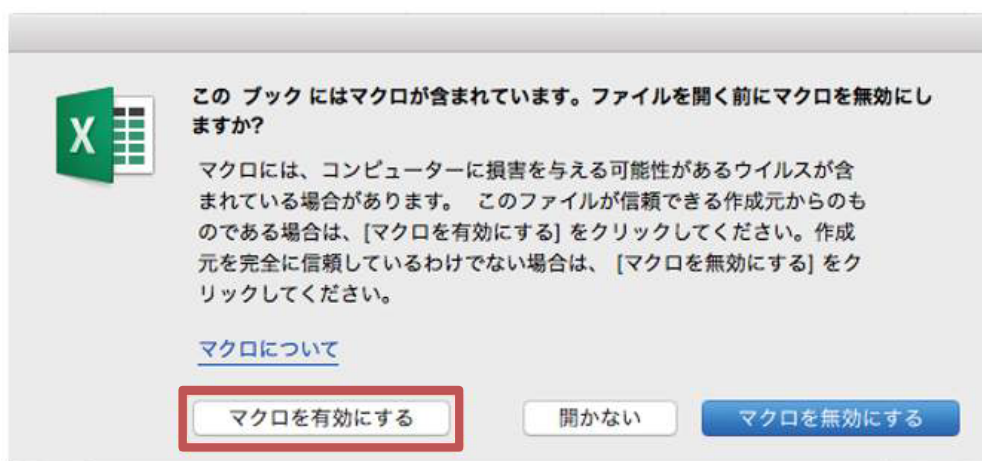 この ブック にはマクロが含まれています。ファイルを開く前にマクロを無効にし
ますか?
マクロには、コンピューターに損害を与える可能性があるウイルスが含
まれている場合があります。 このファイルが信頼できる作成元からのも
のである場合は、[マクロを有効にする] をクリックしてください。作成
元を完全に信頼しているわけでない場合は、 [マクロを無効にする] をク
リックしてください。
マクロについて
マクロを有効にする
開かない
マクロを無効にする